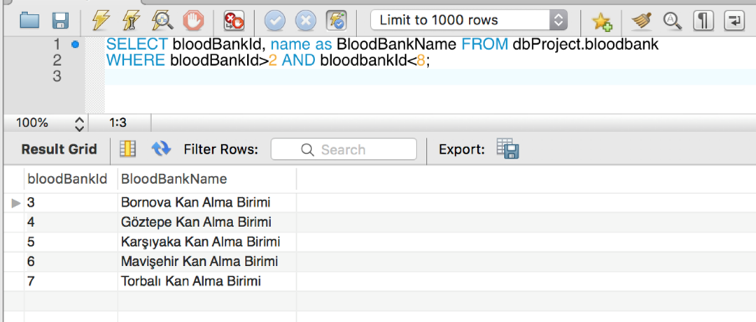 Limit to 1000 rows
1 SELECT bloodBankId, name as BloodBankName FROM dbProject.bloodbank
2 WHERE bloodBankId>2 AND bloodbankId<8;
3
100% 1:3
Result Grid Filter Rows: Search Export:
bloodBankId BloodBankName
3 Bornova Kan Alma Birimi
4 Göztepe Kan Alma Birimi
5 Karşıyaka Kan Alma Birimi
6 Mavişehir Kan Alma Birimi
7 Torbalı Kan Alma Birimi